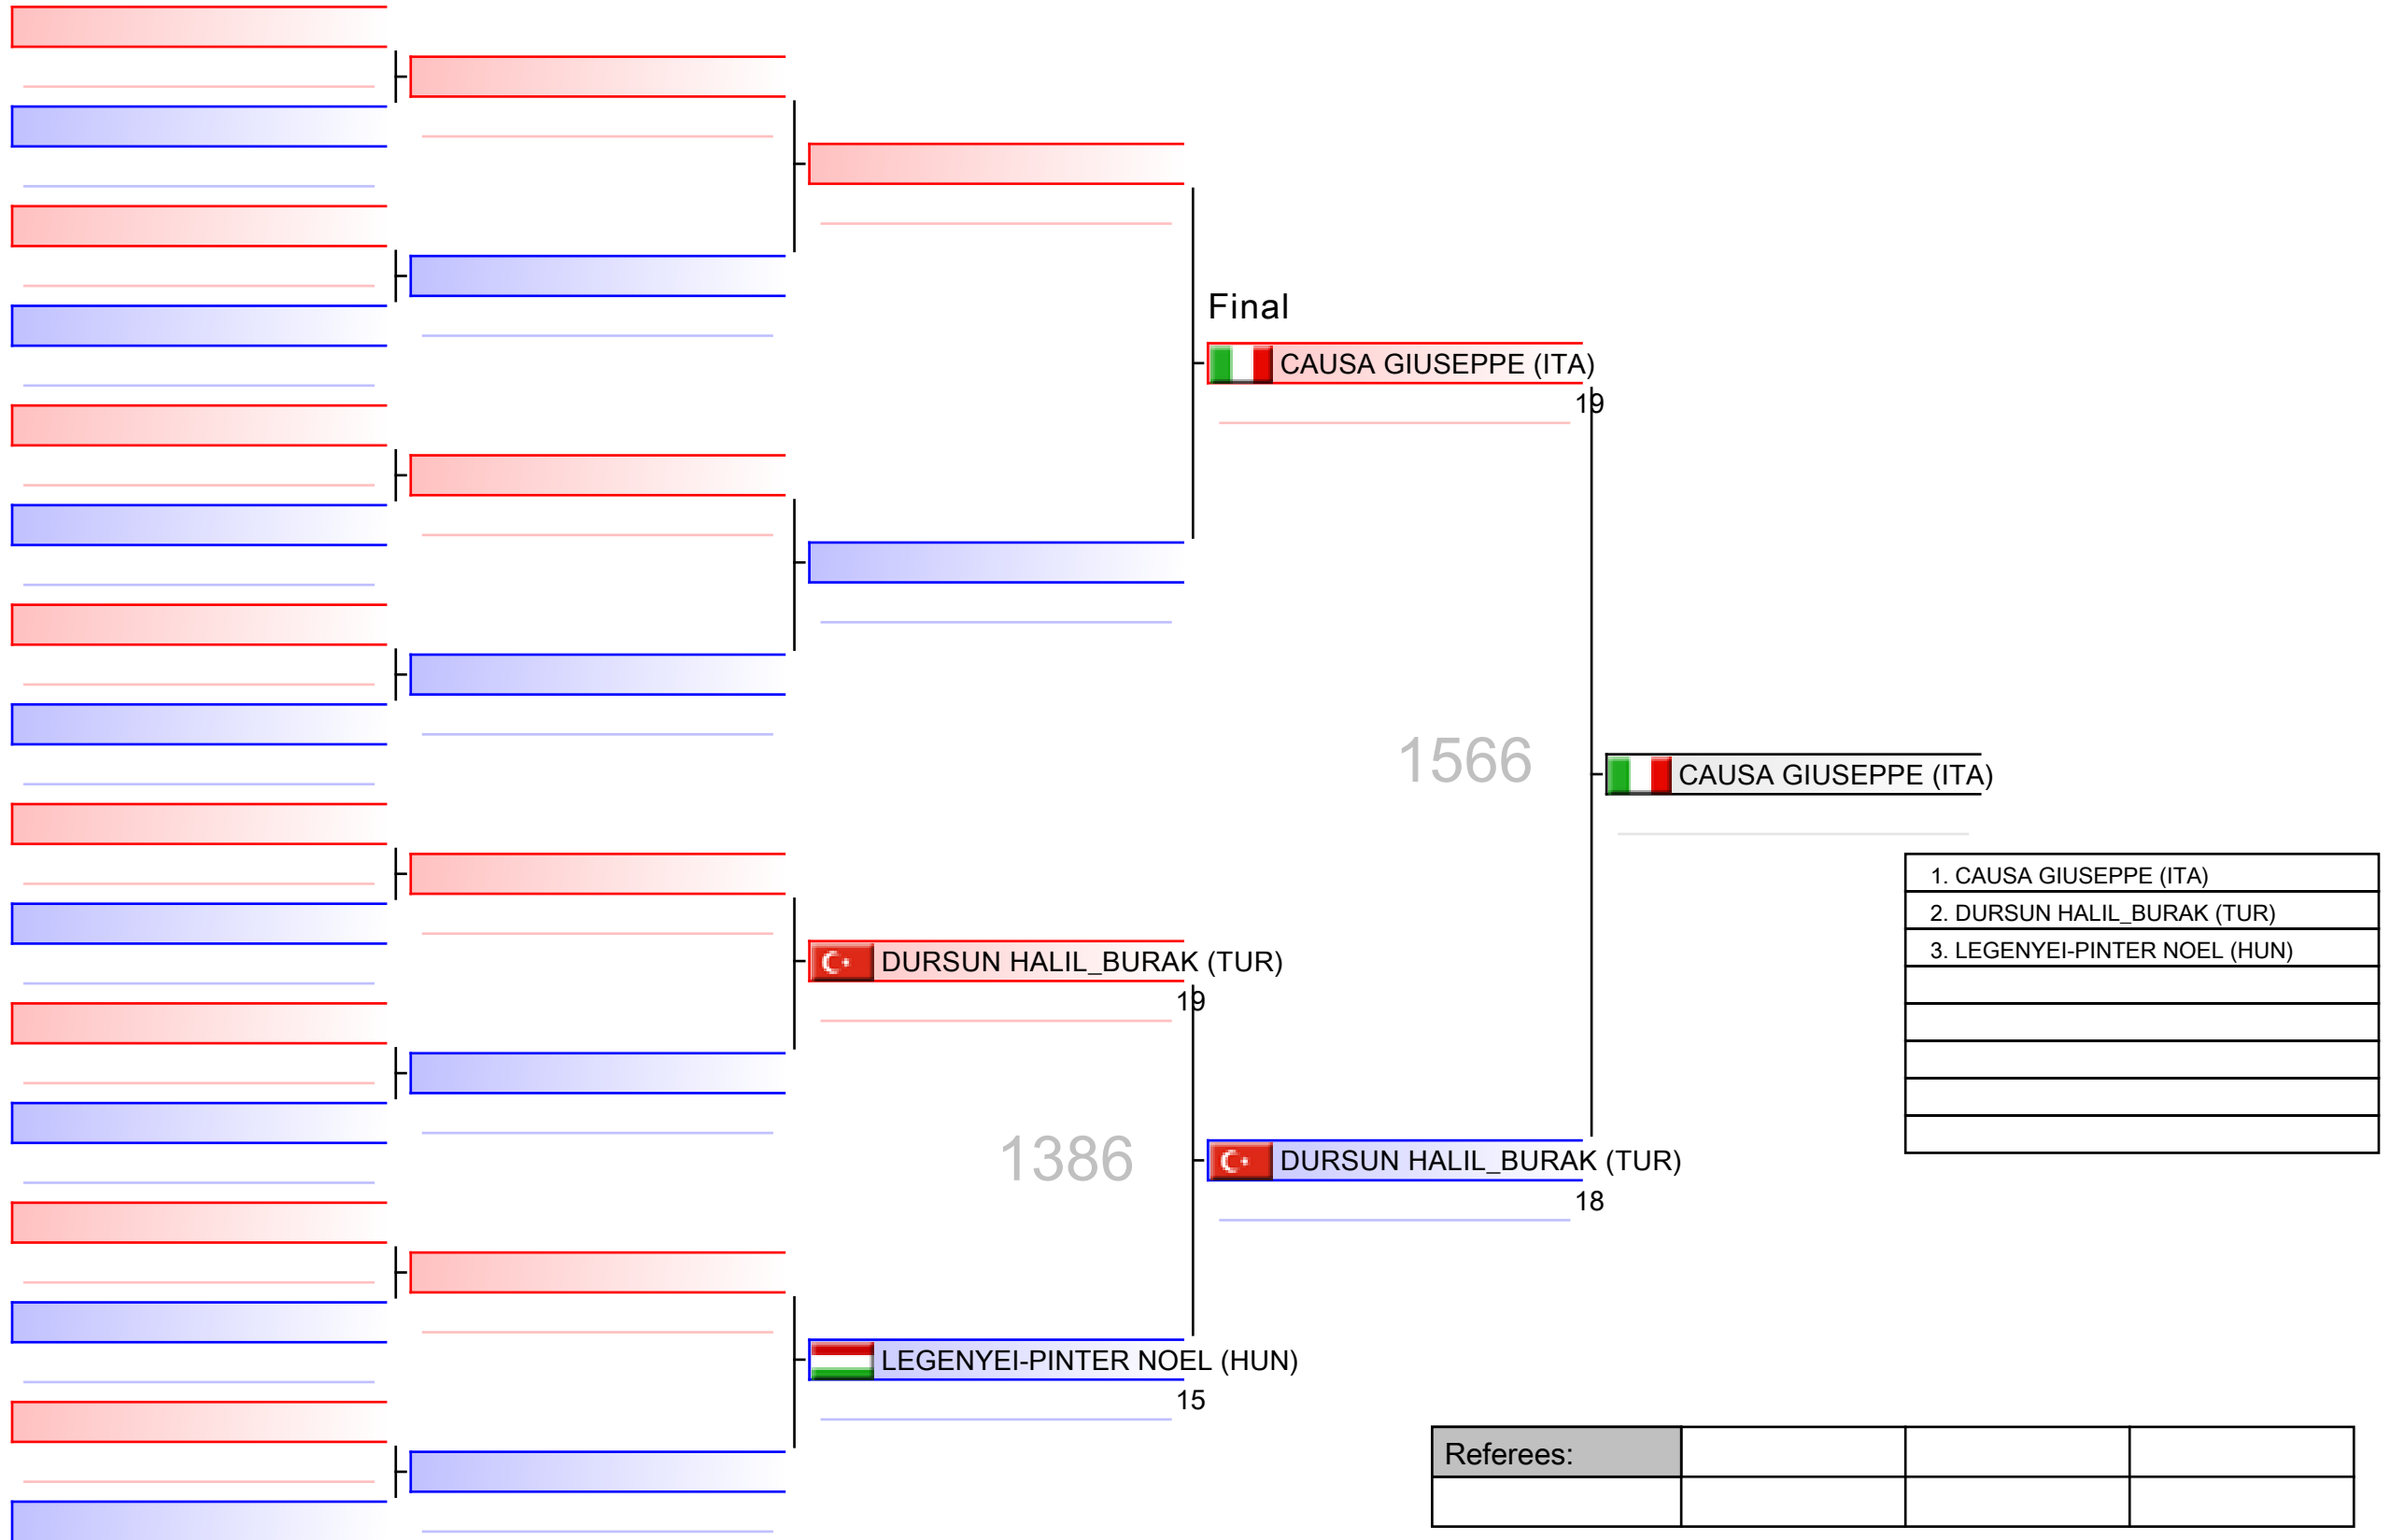 Final
CAUSA GIUSEPPE (ITA)
19
1566
CAUSA GIUSEPPE (ITA)
1. CAUSA GIUSEPPE (ITA)
2. DURSUN HALIL_BURAK (TUR)
3. LEGENYEI-PINTER NOEL (HUN)
DURSUN HALIL_BURAK (TUR)
19
1386
DURSUN HALIL_BURAK (TUR)
18
LEGENYEI-PINTER NOEL (HUN)
15
Referees: